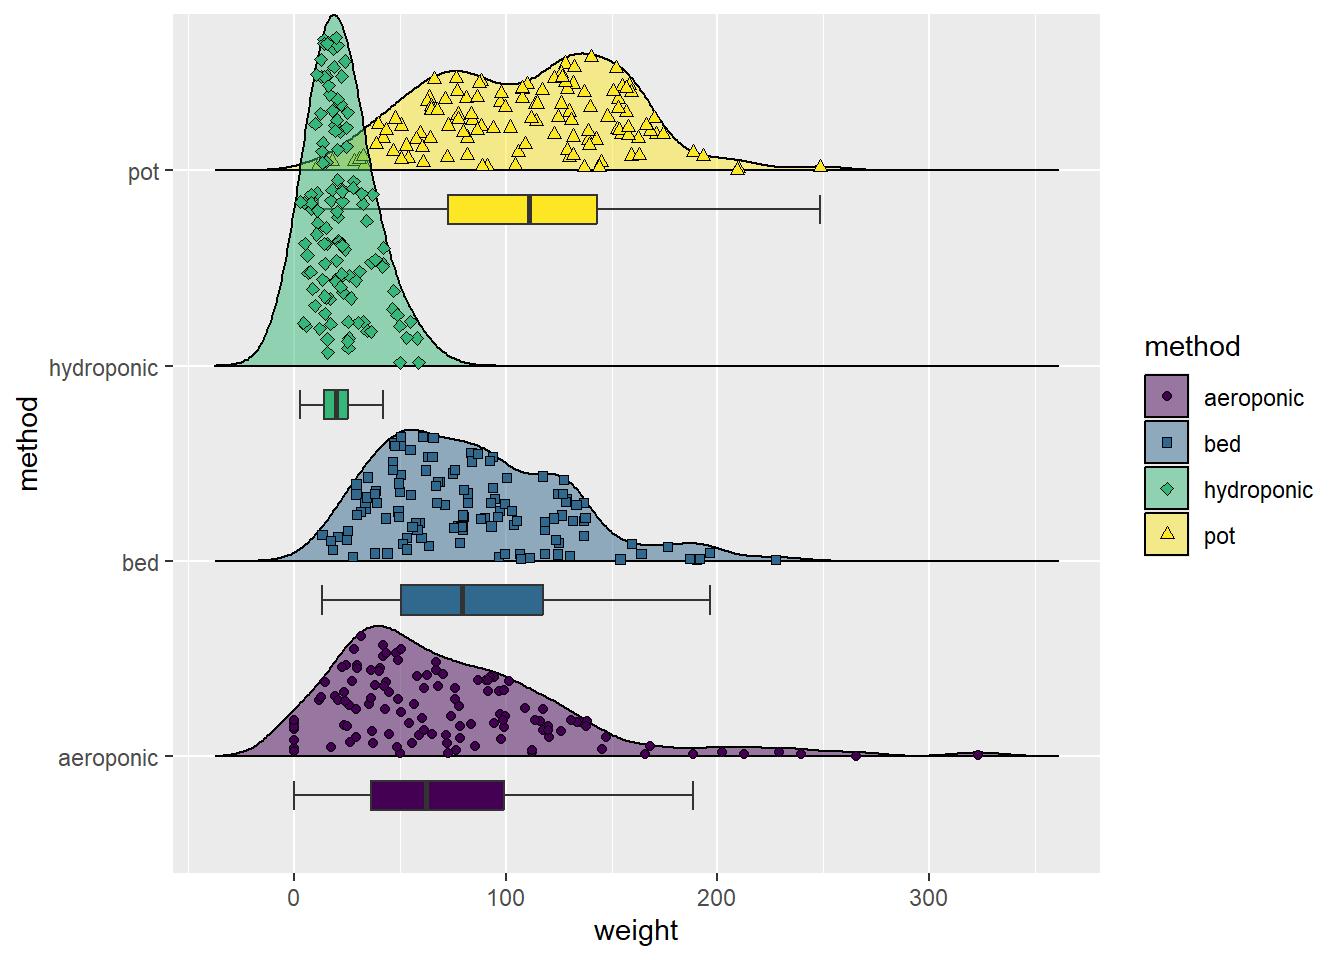 pot
hydroponic
bed
aeroponic
method
0 100 200 300
weight
method
aeroponic
bed
hydroponic
pot